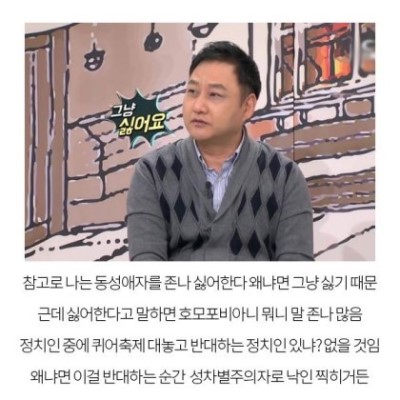 그냥
싫어요
참고로 나는 동성애자를 존나 싫어한다 왜냐면 그냥 싫기 때문
근데 싫어한다고 말하면 호모포비아니 뭐니 말 존나 많음
정치인 중에 퀴어축제 대놓고 반대하는 정치인 있냐?없을 것임
왜냐면 이걸 반대하는 순간 성차별주의자로 낙인 찍히거든